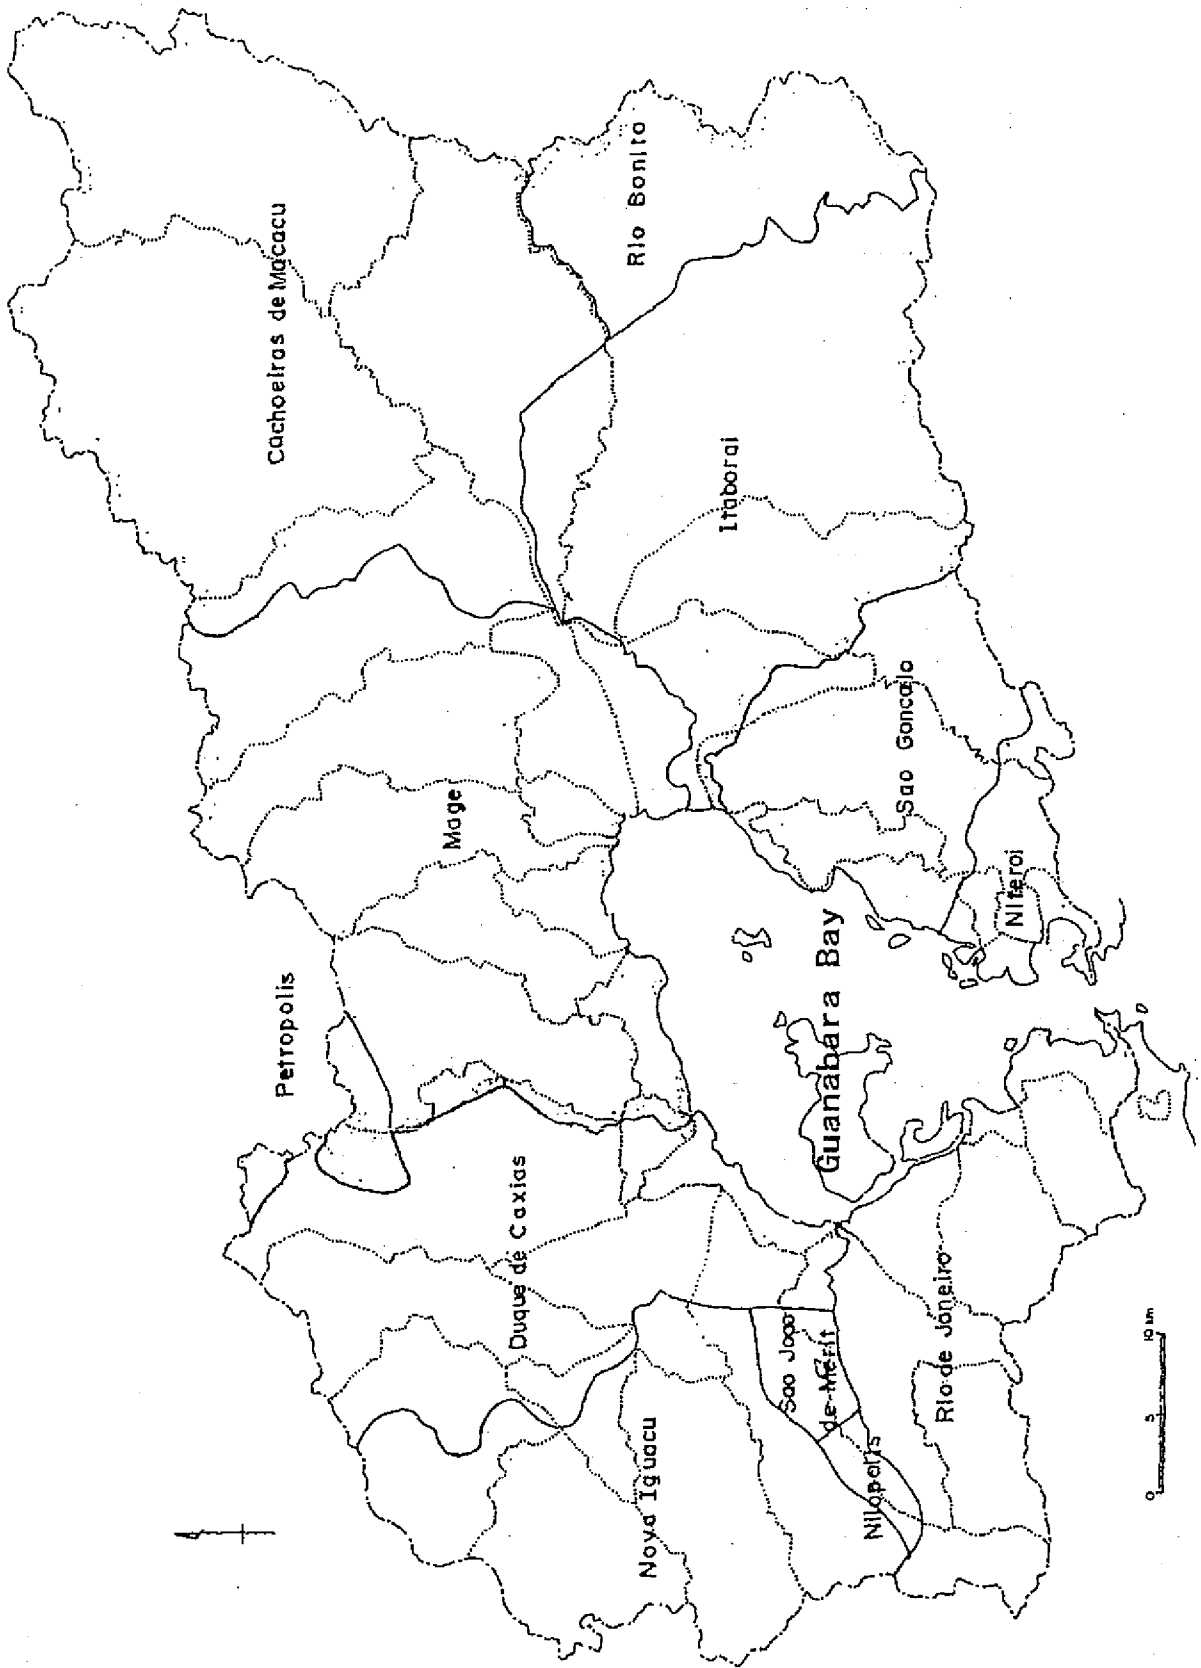 Cachoeiras de Macacu
Petropolis
Mage
Duque de Caxias
Rio Bonito
Nova Iguacu
Itaborai
Sao Joao
de Merit
Guanabara Bay
Nilopolis
Sao Goncalo
Rio de Janeiro
Niteroi
0 5 10 km